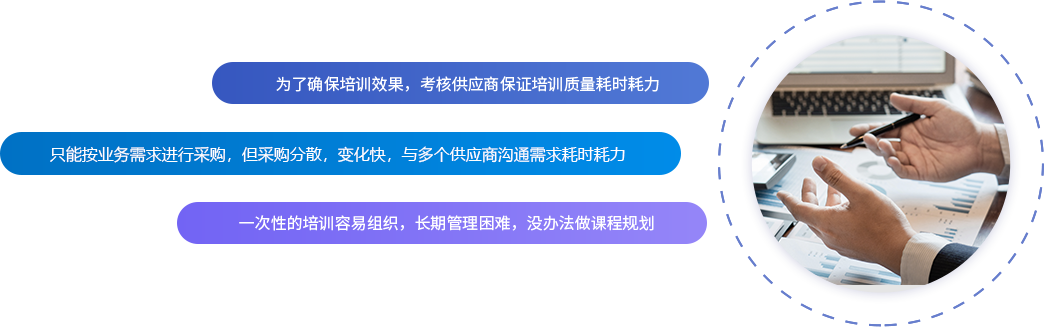 为了确保培训效果，考核供应商保证培训质量耗时耗力
只能按业务需求进行采购，但采购分散，变化快，与多个供应商沟通需求耗时耗力
一次性的培训容易组织，长期管理困难，没办法做课程规划